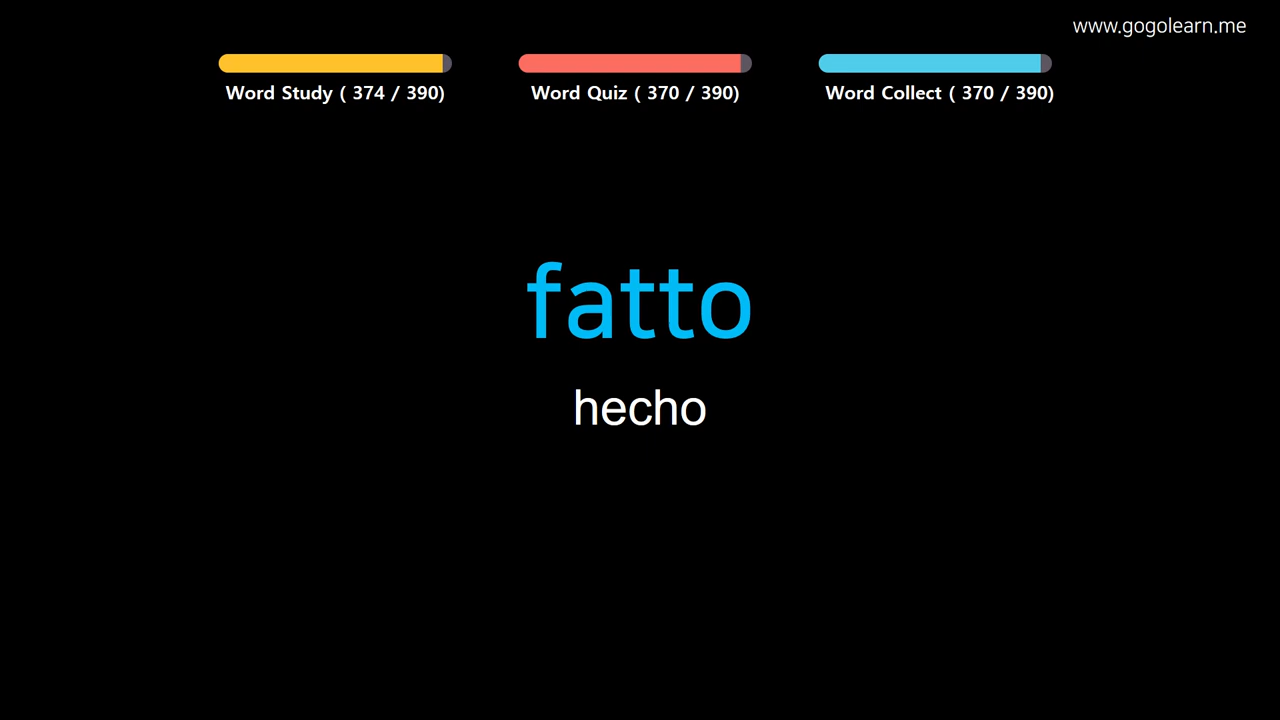 www.gogolearn.me
Word Study ( 374 / 390)
Word Quiz ( 370 / 390)
Word Collect ( 370 / 390)
fatto
hecho